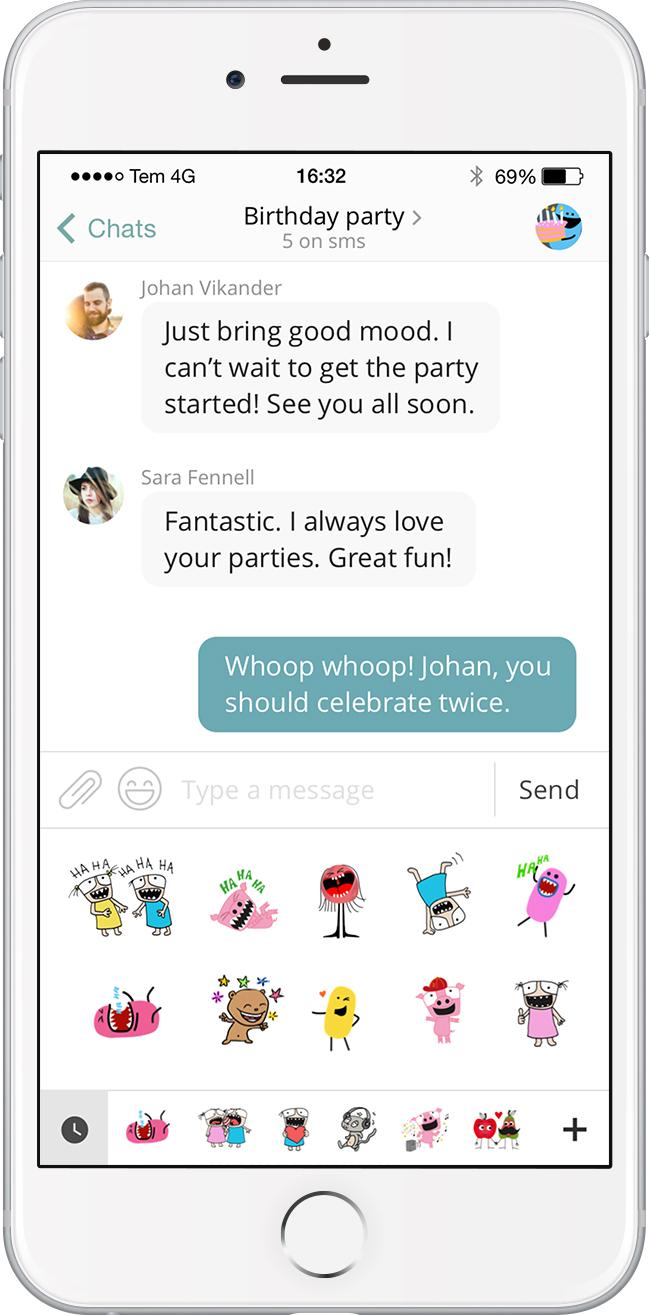 Tem 4G 16:32 69%
Chats Birthday party
5 on sms
Johan Vikander
Just bring good mood. I
can’t wait to get the party
started! See you all soon.
Sara Fennell
Fantastic. I always love
your parties. Great fun!
Whoop whoop! Johan, you
should celebrate twice.
Type a message Send
HA HA HA HA HA
HA HA HA
HA HA
HA HA